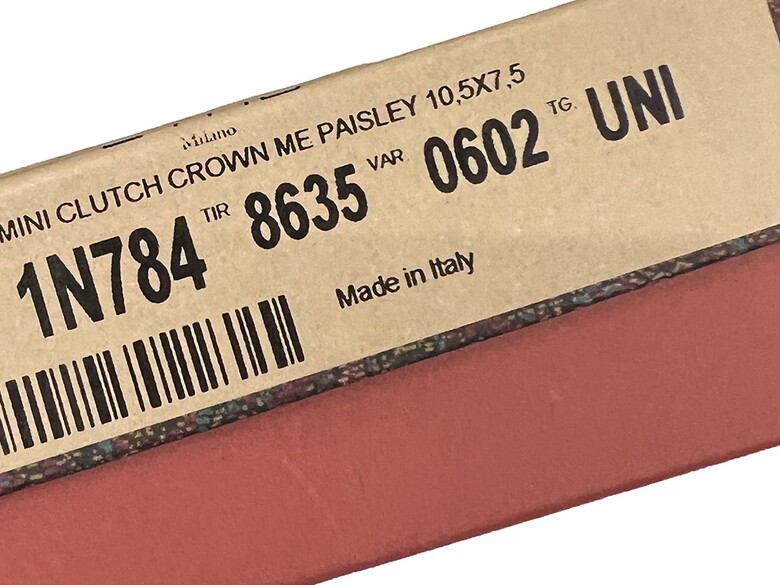 Milano
MINI CLUTCH CROWN ME PAISLEY 10,5X7,5
1N784 TIR 8635 VAR 0602 TG. UNI
Made in Italy